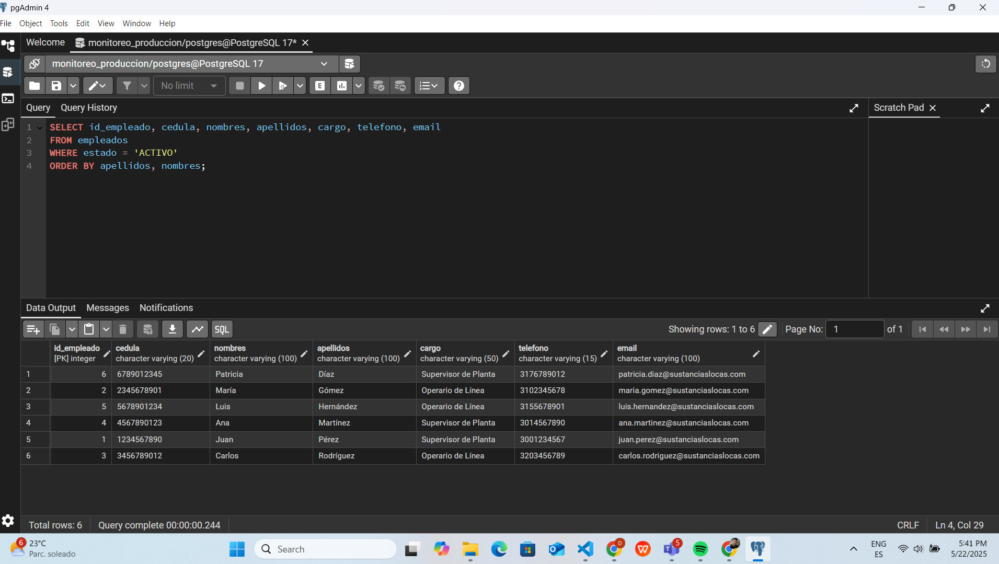 pgAdmin 4
File Object Tools Edit View Window Help
Welcome monitoreo_produccion/postgres@PostgreSQL 17*
monitoreo_produccion/postgres@PostgreSQL 17
No limit E
Query Query History Scratch Pad
1 SELECT id_empleado, cedula, nombres, apellidos, cargo, telefono, email
2 FROM empleados
3 WHERE estado = 'ACTIVO'
4 ORDER BY apellidos, nombres;
Data Output Messages Notifications
SQL Showing rows: 1 to 6 Page No: 1 of 1
id_empleado cedula nombres apellidos cargo telefono email
[PK] integer character varying (20) character varying (100) character varying (100) character varying (50) character varying (15) character varying (100)
1 6 6789012345 Patricia Díaz Supervisor de Planta 3176789012 patricia.diaz@sustanciaslocas.com
2 2 2345678901 María Gómez Operario de Línea 3102345678 maria.gomez@sustanciaslocas.com
3 5 5678901234 Luis Hernández Operario de Línea 3155678901 luis.hernandez@sustanciaslocas.com
4 4 4567890123 Ana Martínez Supervisor de Planta 3014567890 ana.martinez@sustanciaslocas.com
5 1 1234567890 Juan Pérez Supervisor de Planta 3001234567 juan.perez@sustanciaslocas.com
6 3 3456789012 Carlos Rodríguez Operario de Línea 3203456789 carlos.rodriguez@sustanciaslocas.com
Total rows: 6 Query complete 00:00:00.244 CRLF Ln 4, Col 29
6 23°C
Parc. soleado
Search
D
W
5
ENG
ES
5:41 PM
5/22/2025